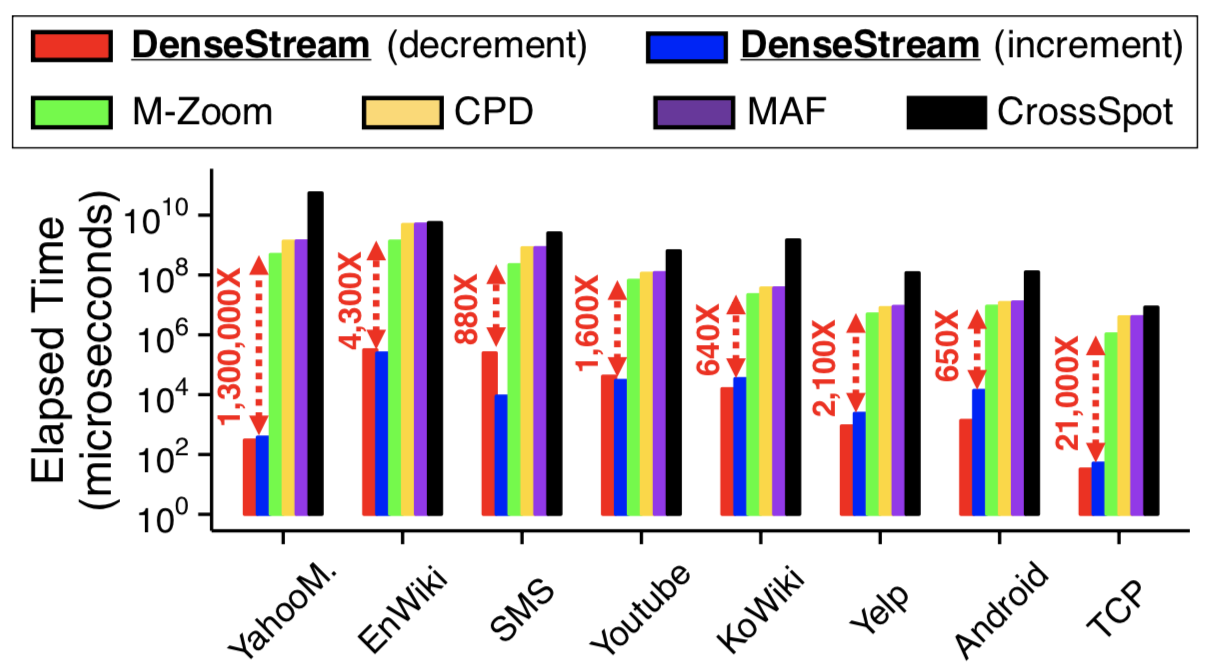 DenseStream (decrement) DenseStream (increment)
M-Zoom CPD MAF CrossSpot
Elapsed Time
(microsecconds)
10^10
10^8
10^6
10^4
10^2
10^0
1,300,000X
4,300X
880X
1,600X
640X
2,100X
650X
21,000X
YahooM.
EnWiki
SMS
Youtube
KoWiki
Yelp
Android
TCP